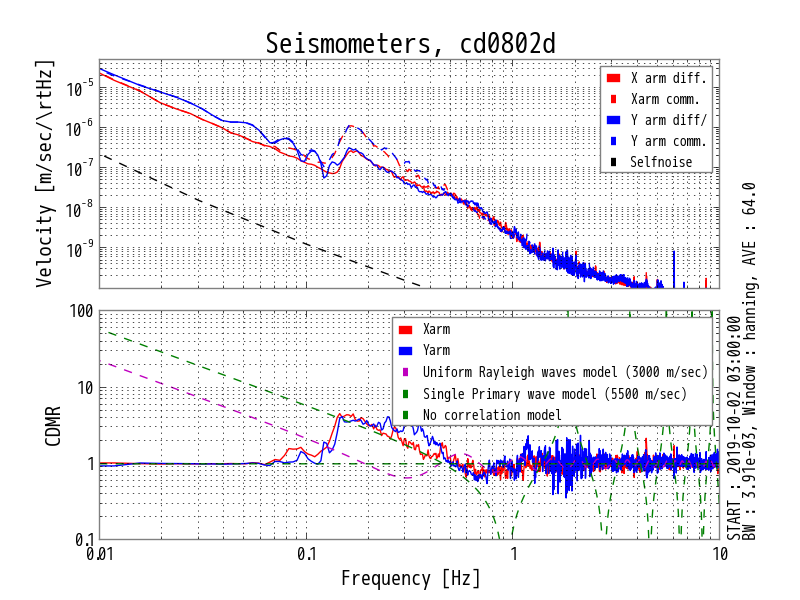 Seismometers, cd0802d
Velocity [m/sec/\rtHz]
10^-5
10^-6
10^-7
10^-8
10^-9
X arm diff.
Xarm comm.
Y arm diff/
Y arm comm.
Selfnoise
CDMR
100
10
1
0.1
Xarm
Yarm
Uniform Rayleigh waves model (3000 m/sec)
Single Primary wave model (5500 m/sec)
No correlation model
0.01 0.1 1 10
Frequency [Hz]
START : 2019-10-02 03:00:00
BW : 3.91e-03, Window : hanning, AVE : 64.0